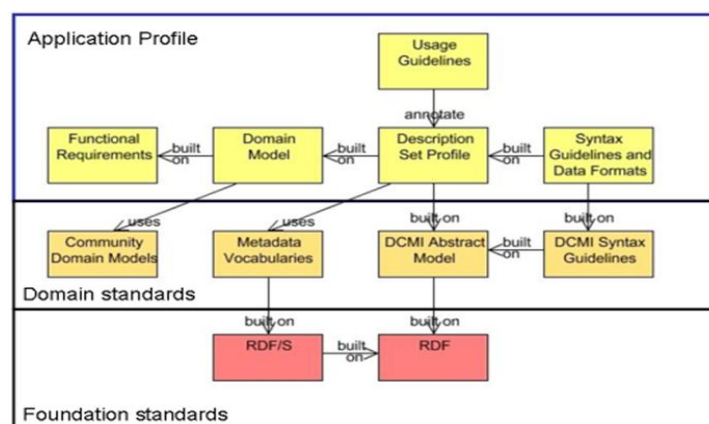 Application Profile
Usage
Guidelines
annotate
Functional
Requirements
built
on
Domain
Model
built
on
Description
Set Profile
built
on
Syntax
Guidelines and
Data Formats
uses
uses
built on
built on
Community
Domain Models
Metadata
Vocabularies
DCMI Abstract
Model
built
on
DCMI Syntax
Guidelines
Domain standards
built on
built on
RDF/S
built
on
RDF
Foundation standards